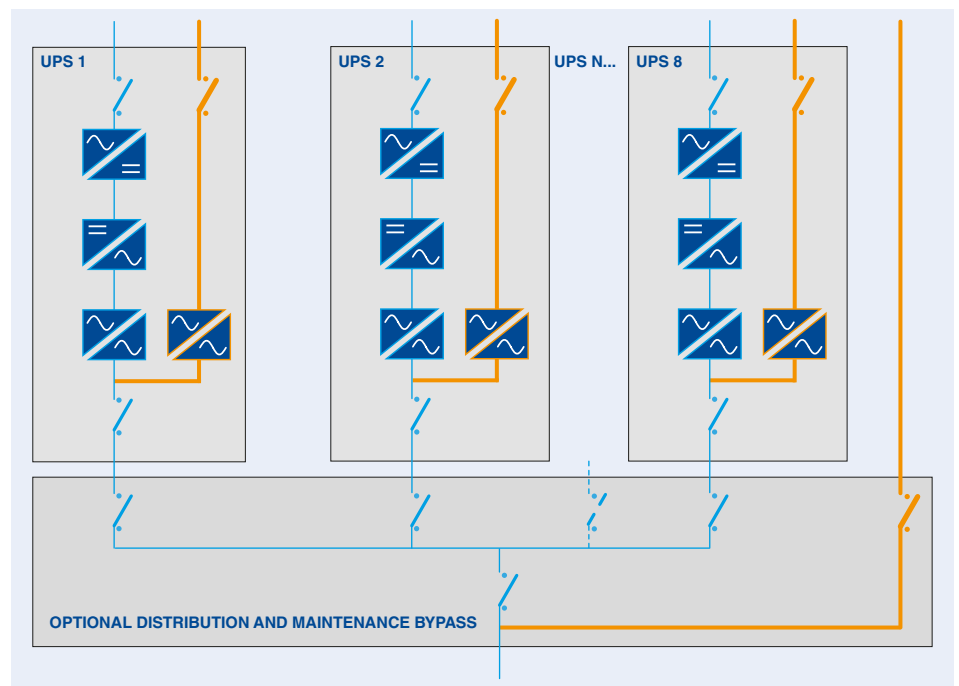 UPS 1
UPS 2
UPS N...
UPS 8
OPTIONAL DISTRIBUTION AND MAINTENANCE BYPASS